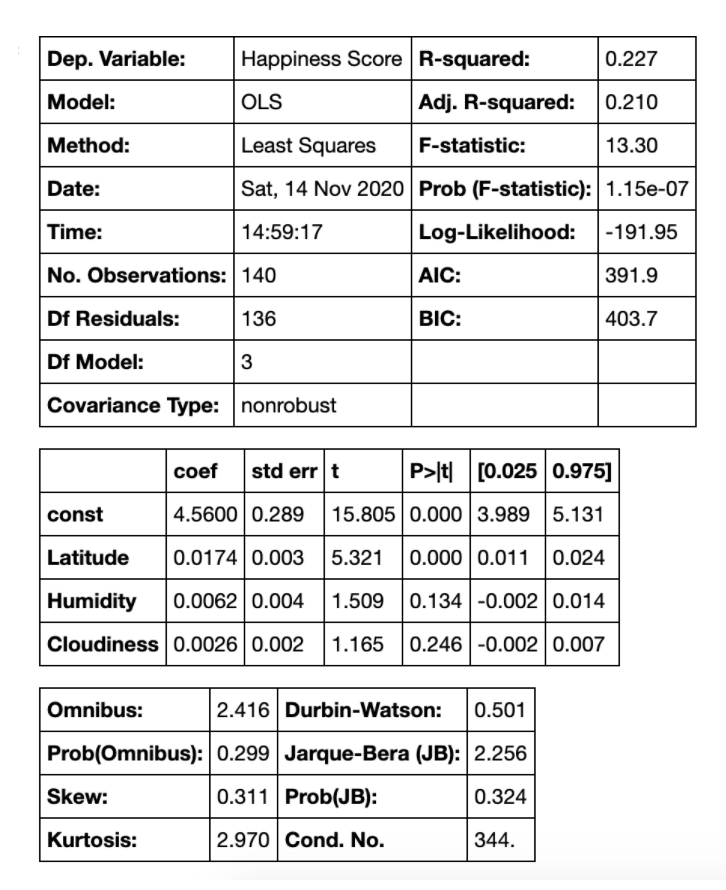 Dep. Variable: Happiness Score R-squared: 0.227
Model: OLS Adj. R-squared: 0.210
Method: Least Squares F-statistic: 13.30
Date: Sat, 14 Nov 2020 Prob (F-statistic): 1.15e-07
Time: 14:59:17 Log-Likelihood: -191.95
No. Observations: 140 AIC: 391.9
Df Residuals: 136 BIC: 403.7
Df Model: 3
Covariance Type: nonrobust
coef std err t P>|t| [0.025 0.975]
const 4.5600 0.289 15.805 0.000 3.989 5.131
Latitude 0.0174 0.003 5.321 0.000 0.011 0.024
Humidity 0.0062 0.004 1.509 0.134 -0.002 0.014
Cloudiness 0.0026 0.002 1.165 0.246 -0.002 0.007
Omnibus: 2.416 Durbin-Watson: 0.501
Prob(Omnibus): 0.299 Jarque-Bera (JB): 2.256
Skew: 0.311 Prob(JB): 0.324
Kurtosis: 2.970 Cond. No. 344.